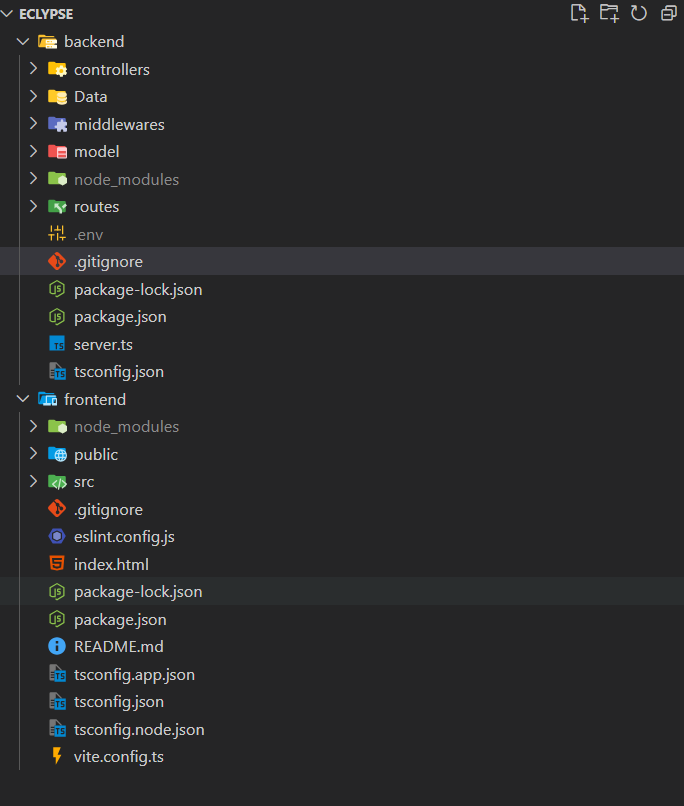 ECLYPSE
backend
controllers
Data
middlewares
model
node_modules
routes
.env
.gitignore
package-lock.json
package.json
server.ts
tsconfig.json
frontend
node_modules
public
src
.gitignore
eslint.config.js
index.html
package-lock.json
package.json
README.md
tsconfig.app.json
tsconfig.json
tsconfig.node.json
vite.config.ts